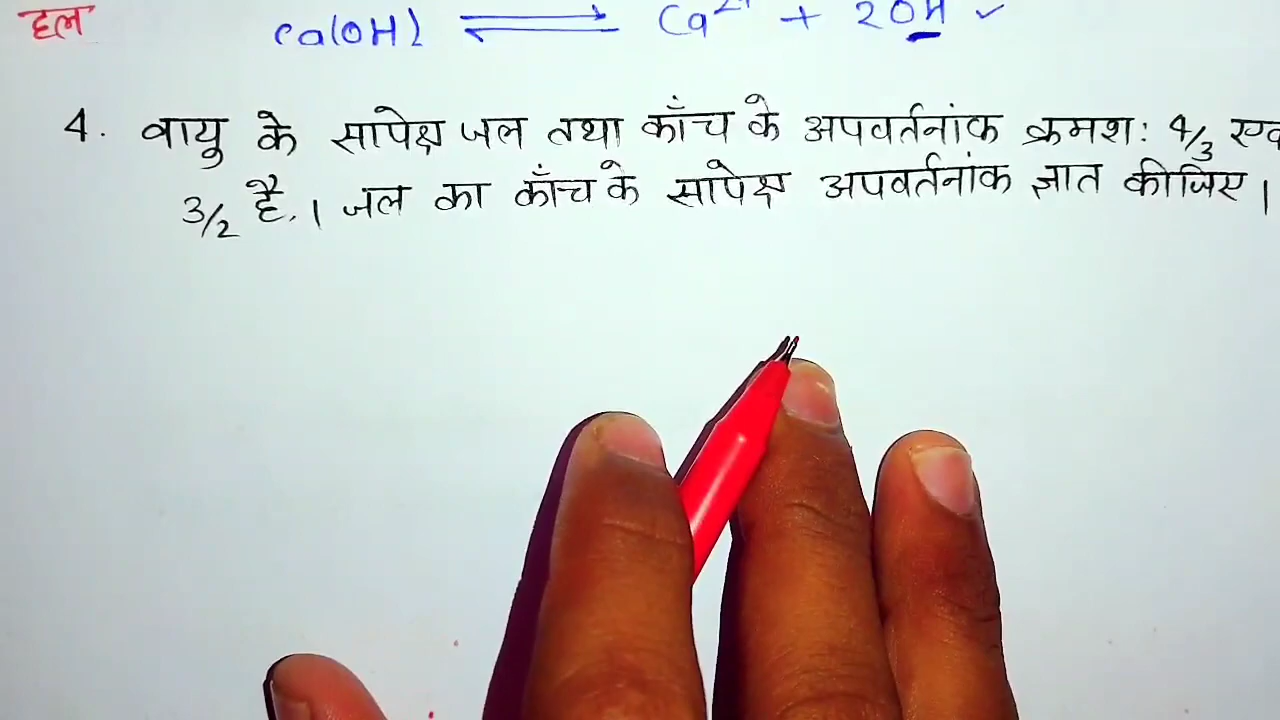 हल
Ca(OH) ⇌ Ca²⁺ + 2OH ✓
4. वायु के सापेक्ष जल तथा काँच के अपवर्तनांक क्रमश: 4/3 एव
3/2 है । जल का काँच के सापेक्ष अपवर्तनांक ज्ञात कीजिए ।